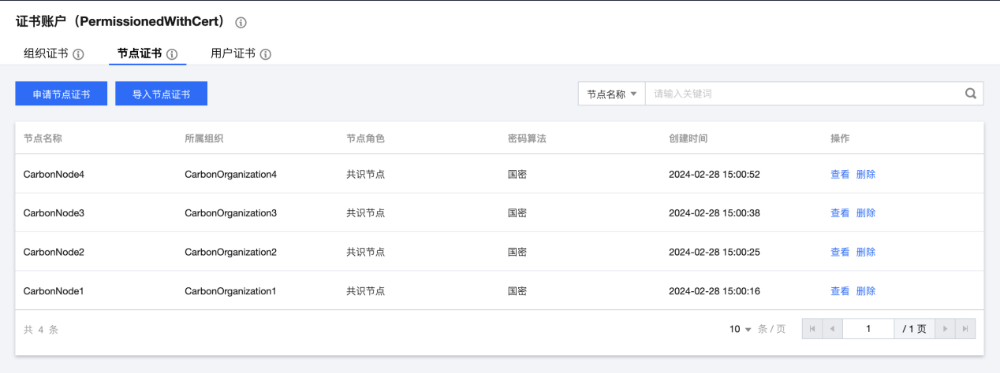 证书账户（PermissionedWithCert）
组织证书 节点证书 用户证书
申请节点证书 导入节点证书 节点名称 请输入关键词
节点名称 所属组织 节点角色 密码算法 创建时间 操作
CarbonNode4 CarbonOrganization4 共识节点 国密 2024-02-28 15:00:52 查看 删除
CarbonNode3 CarbonOrganization3 共识节点 国密 2024-02-28 15:00:38 查看 删除
CarbonNode2 CarbonOrganization2 共识节点 国密 2024-02-28 15:00:25 查看 删除
CarbonNode1 CarbonOrganization1 共识节点 国密 2024-02-28 15:00:16 查看 删除
共 4 条 10 条 / 页 1 / 1 页